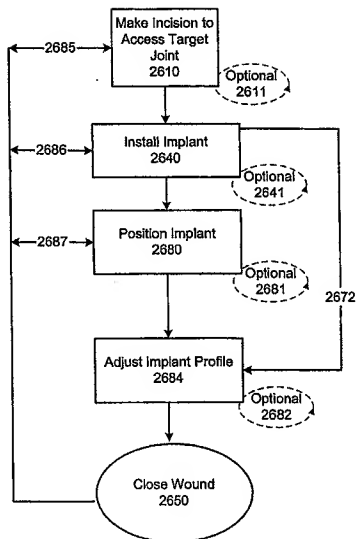 Make Incision to
Access Target
Joint
2610
2685
Optional
2611
Install Implant
2640
2686
Optional
2641
Position Implant
2680
2687
Optional
2681
2672
Adjust Implant Profile
2684
Optional
2682
Close Wound
2650